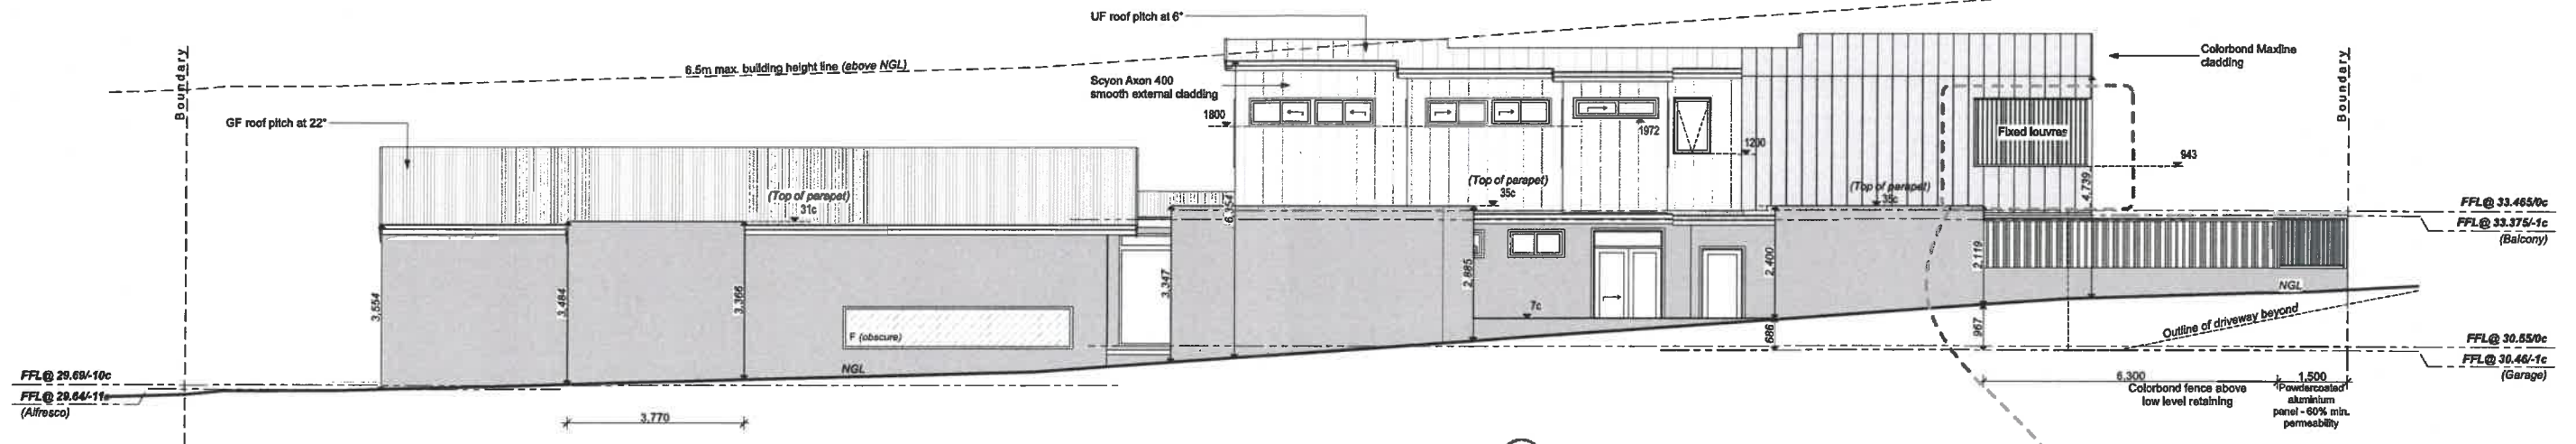 UF roof pitch at 6°
Boundary
6.5m max. building height line (above NGL)
Scyon Axon 400
smooth external cladding
Colorbond Maxline
cladding
Boundary
GF roof pitch at 22°
1800
1972
1200
Fixed louvres
943
(Top of parapet)
31c
(Top of parapet)
35c
(Top of parapet)
35c
4,739
6,354
FFL@ 33.465/0c
FFL@ 33.375/-1c
(Balcony)
3,554
3,484
3,366
3,347
2,885
2,400
2,119
NGL
7c
F (obscure)
686
967
Outline of driveway beyond
NGL
FFL@ 30.55/0c
FFL@ 30.46/-1c
(Garage)
FFL@ 29.69/-10c
FFL@ 29.64/-11c
(Alfresco)
3,770
6,300
1,500
Colorbond fence above
low level retaining
Powdercoated
aluminium
panel - 60% min.
permeability